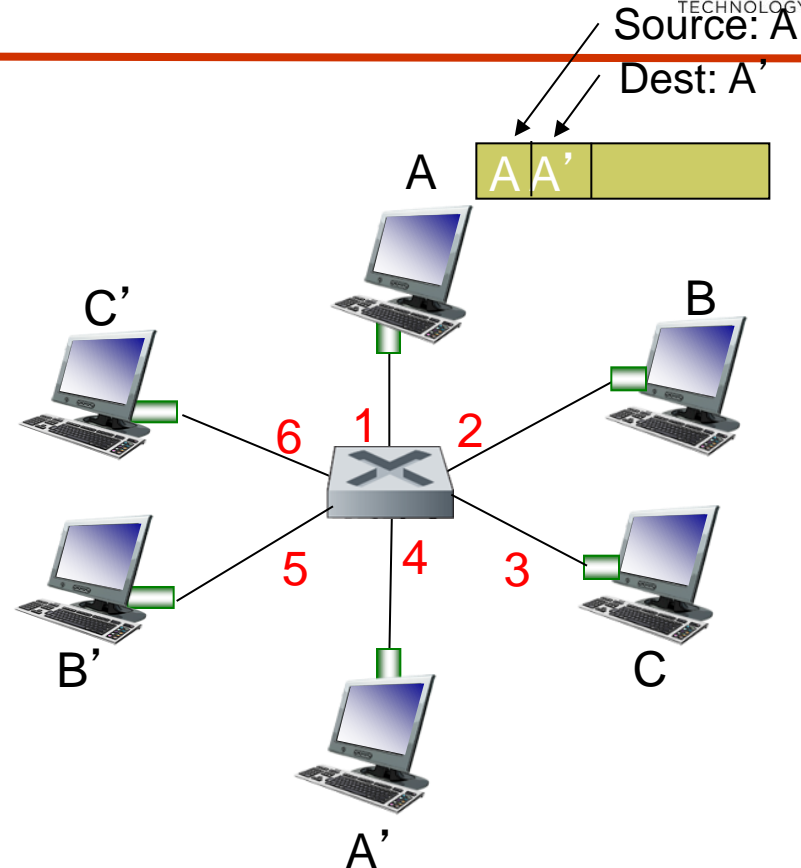 TECHNOLOGY
Source: A
Dest: A’
A A’
A
B
C’
6 1 2
5 4 3
B’
C
A’